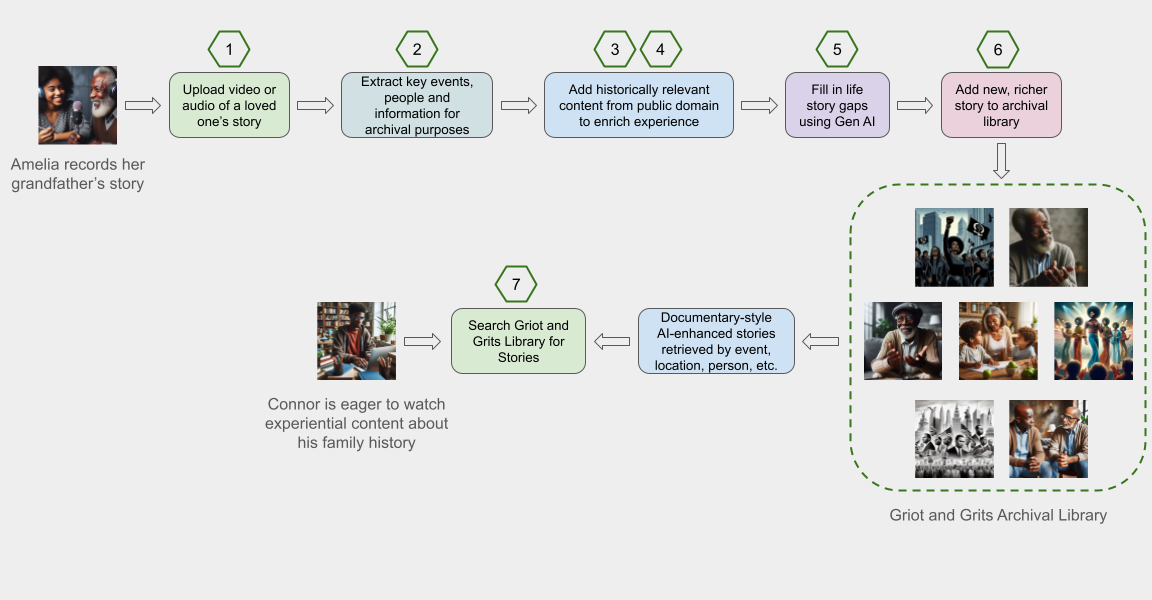 1
Upload video or
audio of a loved
one's story
2
Extract key events,
people and
information for
archival purposes
3
4
Add historically relevant
content from public domain
to enrich experience
5
Fill in life
story gaps
using Gen AI
6
Add new, richer
story to archival
library
Amelia records her
grandfather's story
7
Search Griot and
Grits Library for
Stories
Documentary-style
AI-enhanced stories
retrieved by event,
location, person, etc.
Connor is eager to watch
experiential content about
his family history
Griot and Grits Archival Library